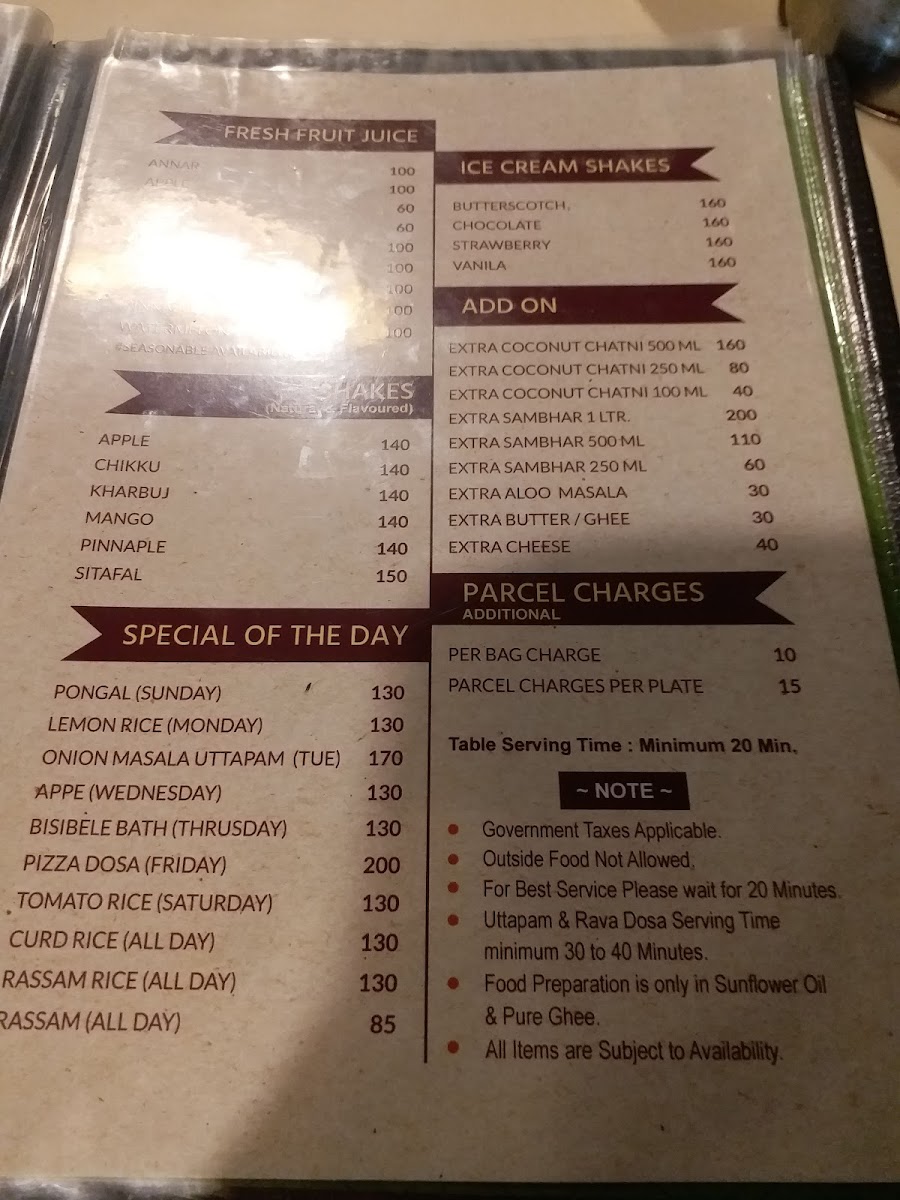 FRESH FRUIT JUICE
ANNAR 100
APPLE 100
60
60
100
100
100
100
100
SHAKES
(Natural & Flavoured)
APPLE 140
CHIKKU 140
KHARBUJ 140
MANGO 140
PINNAPLE 140
SITAFAL 150
SPECIAL OF THE DAY
PONGAL (SUNDAY) 130
LEMON RICE (MONDAY) 130
ONION MASALA UTTAPAM (TUE) 170
APPE (WEDNESDAY) 130
BISIBELE BATH (THRUSDAY) 130
PIZZA DOSA (FRIDAY) 200
TOMATO RICE (SATURDAY) 130
CURD RICE (ALL DAY) 130
RASSAM RICE (ALL DAY) 130
RASSAM (ALL DAY) 85
ICE CREAM SHAKES
BUTTERSCOTCH, 160
CHOCOLATE 160
STRAWBERRY 160
VANILA 160
ADD ON
EXTRA COCONUT CHATNI 500 ML 160
EXTRA COCONUT CHATNI 250 ML 80
EXTRA COCONUT CHATNI 100 ML 40
EXTRA SAMBHAR 1 LTR. 200
EXTRA SAMBHAR 500 ML 110
EXTRA SAMBHAR 250 ML 60
EXTRA ALOO MASALA 30
EXTRA BUTTER / GHEE 30
EXTRA CHEESE 40
PARCEL CHARGES
ADDITIONAL
PER BAG CHARGE 10
PARCEL CHARGES PER PLATE 15
Table Serving Time : Minimum 20 Min.
~ NOTE ~
• Government Taxes Applicable.
• Outside Food Not Allowed.
• For Best Service Please wait for 20 Minutes.
• Uttapam & Rava Dosa Serving Time
minimum 30 to 40 Minutes.
• Food Preparation is only in Sunflower Oil
& Pure Ghee.
• All Items are Subject to Availability.